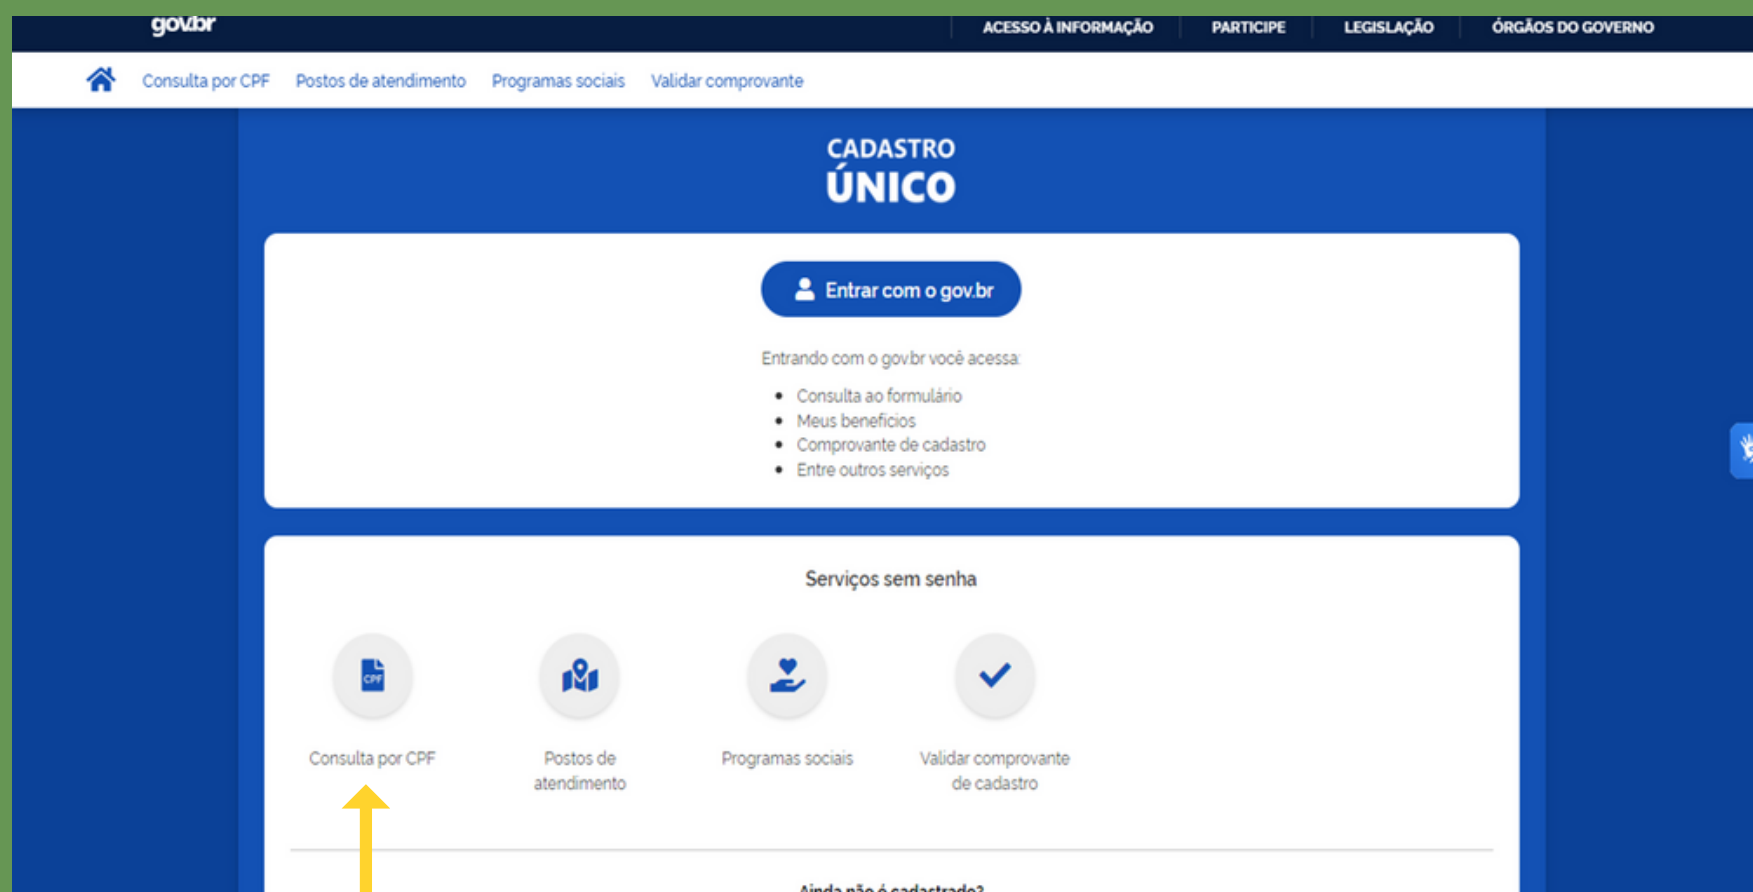 gov.br
ACESSO À INFORMAÇÃO PARTICIPE LEGISLAÇÃO ÓRGÃOS DO GOVERNO
Consulta por CPF Postos de atendimento Programas sociais Validar comprovante
CADASTRO
ÚNICO
Entrar com o gov.br
Entrando com o gov.br você acessa:
• Consulta ao formulário
• Meus benefícios
• Comprovante de cadastro
• Entre outros serviços
Serviços sem senha
CPF
Consulta por CPF Postos de Programas sociais Validar comprovante
atendimento de cadastro
Ainda não é cadastrado?